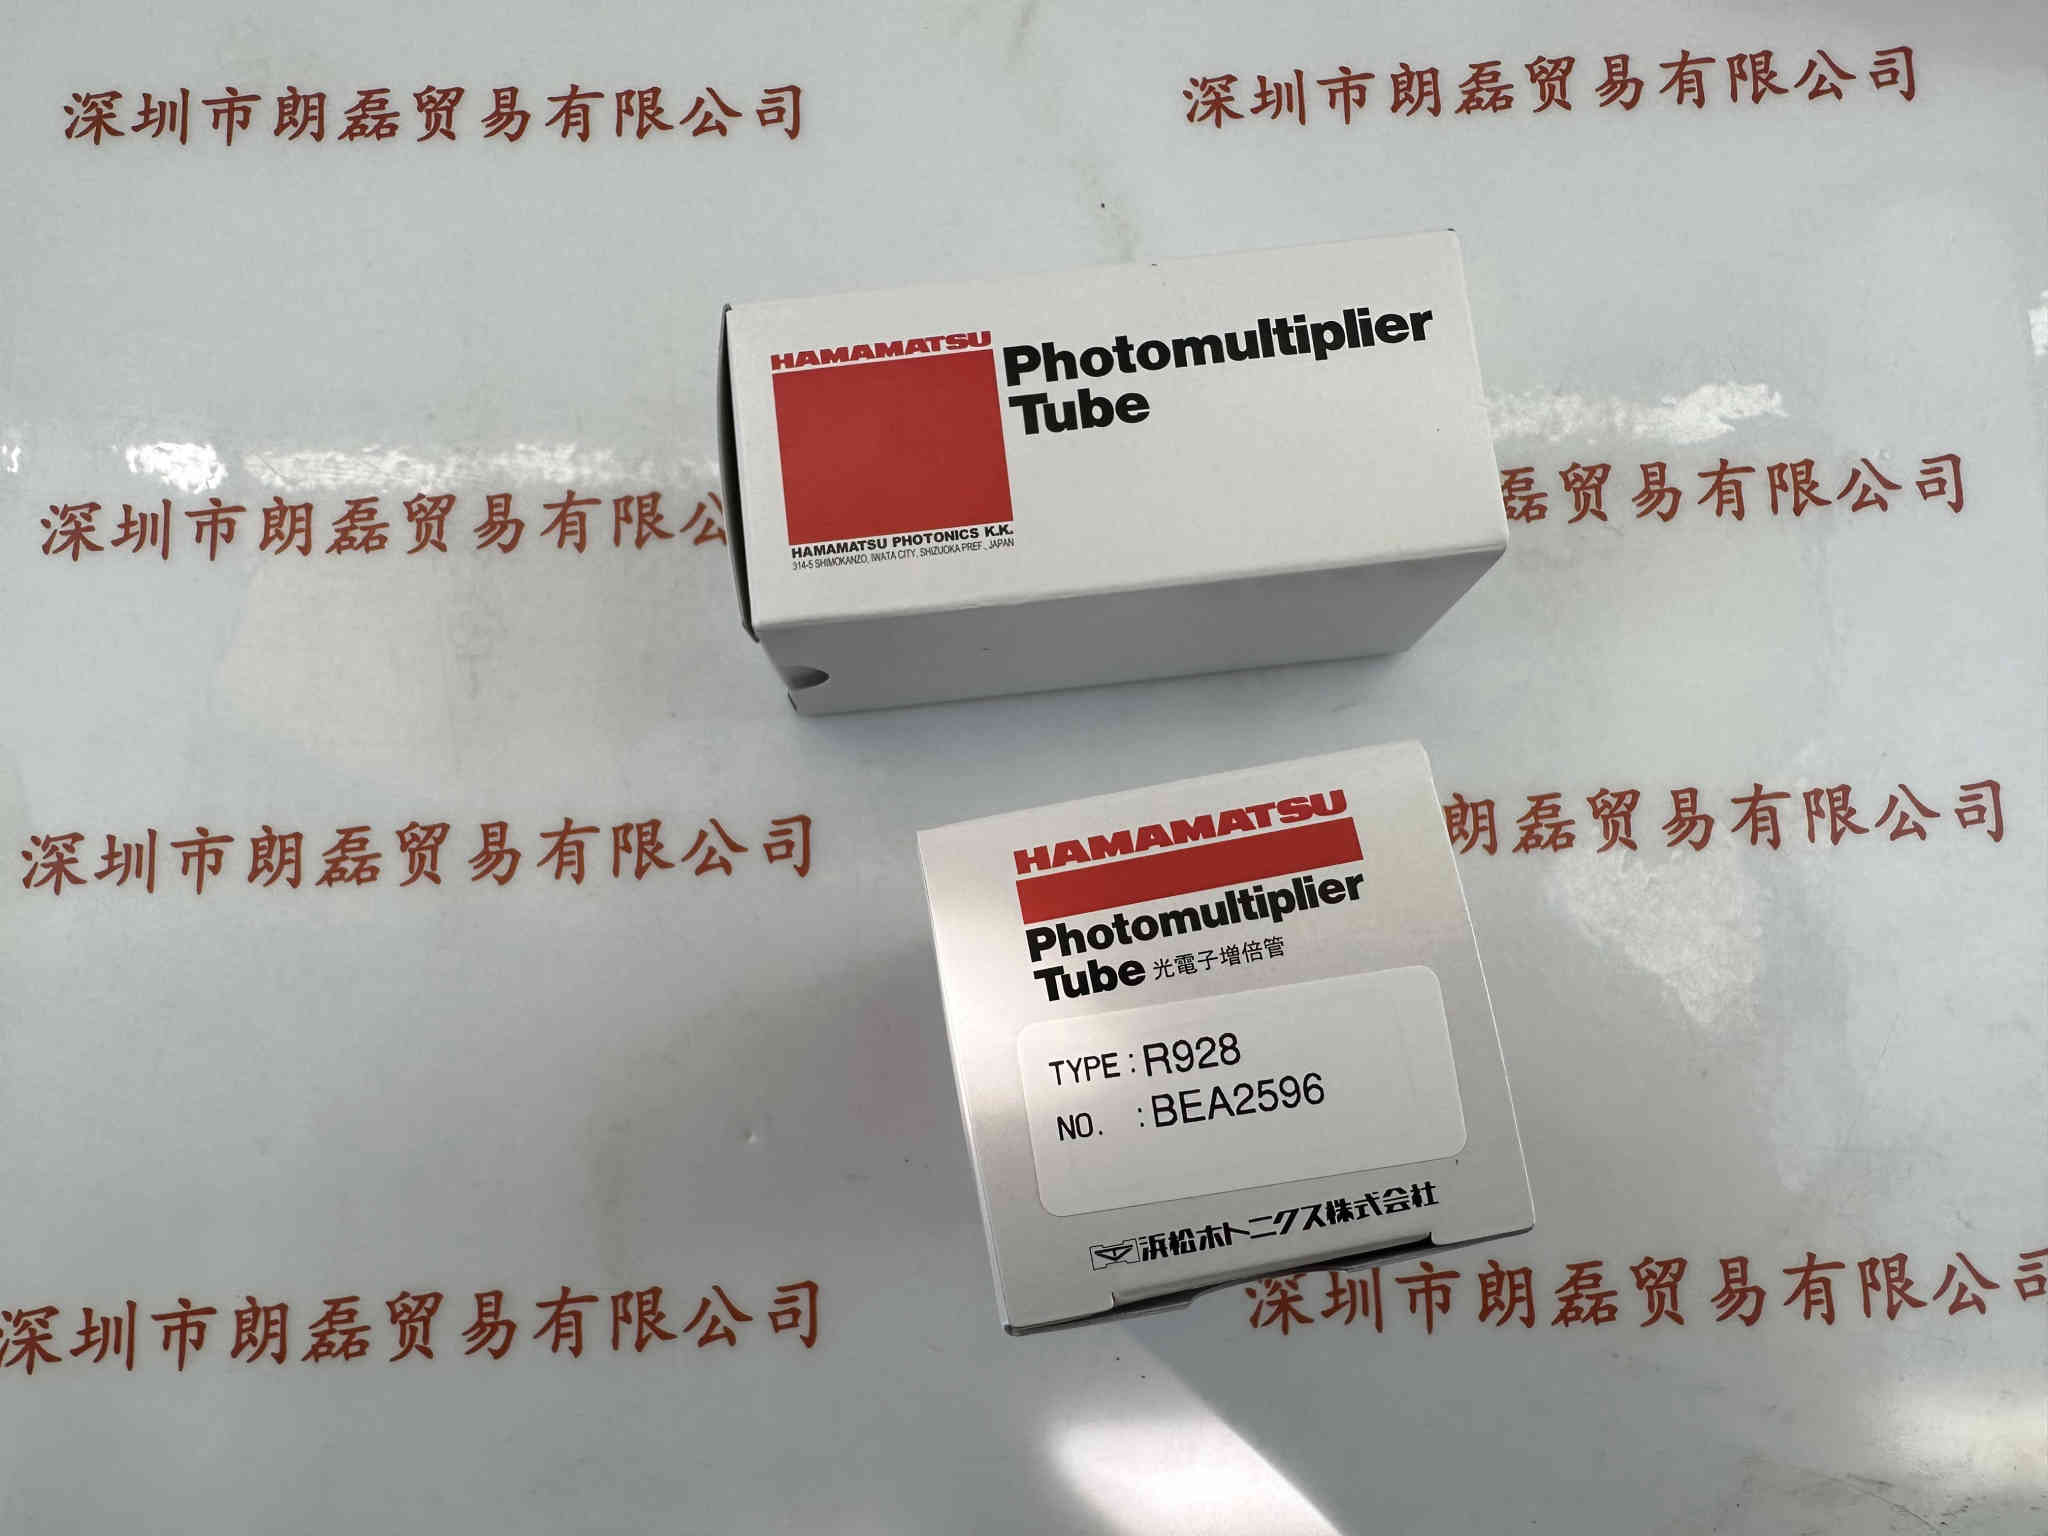 深圳市朗磊贸易有限公司
深圳市朗磊贸易有限公司
HAMAMATSU
Photomultiplier
Tube
HAMAMATSU PHOTONICS K.K.
314-5 SHIMOKANZO, IWATA CITY, SHIZUOKA PREF., JAPAN
深圳市朗磊贸易有限公
磊贸易有限公司
深圳市朗磊贸易有限公司
朗磊贸易有限公司
HAMAMATSU
Photomultiplier
Tube 光電子増倍管
TYPE : R928
NO. : BEA2596
浜松ホトニクス株式会社
深圳市朗磊贸易有限公司
深圳市朗磊贸易有限公司